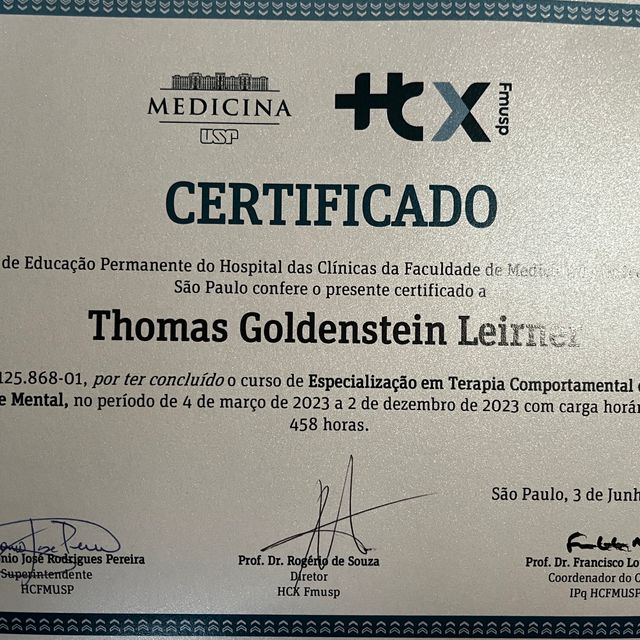 MEDICINA
USP
HCX
Fmusp
CERTIFICADO
de Educação Permanente do Hospital das Clínicas da Faculdade de
São Paulo confere o presente certificado a
Thomas Goldenstein Leirner
125.868-01, por ter concluído o curso de Especialização em Terapia Comportamental
e Mental, no período de 4 de março de 2023 a 2 de dezembro de 2023 com carga horár
458 horas.
São Paulo, 3 de Junh
nio José Rodrigues Pereira
Superintendente
HCFMUSP
Prof. Dr. Rogério de Souza
Diretor
HCX Fmusp
Prof. Dr. Francisco Lo
Coordenador do C
IPq HCFMUSP